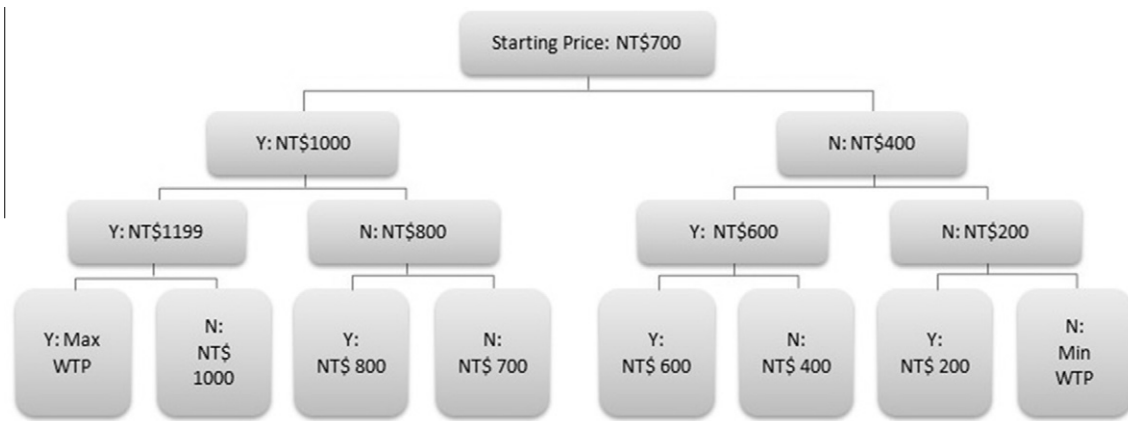 Starting Price: NT$700
Y: NT$1000
N: NT$400
Y: NT$1199
N: NT$800
Y: NT$600
N: NT$200
Y: Max
WTP
N:
NT$
1000
Y:
NT$ 800
N:
NT$ 700
Y:
NT$ 600
N:
NT$ 400
Y:
NT$ 200
N:
Min
WTP